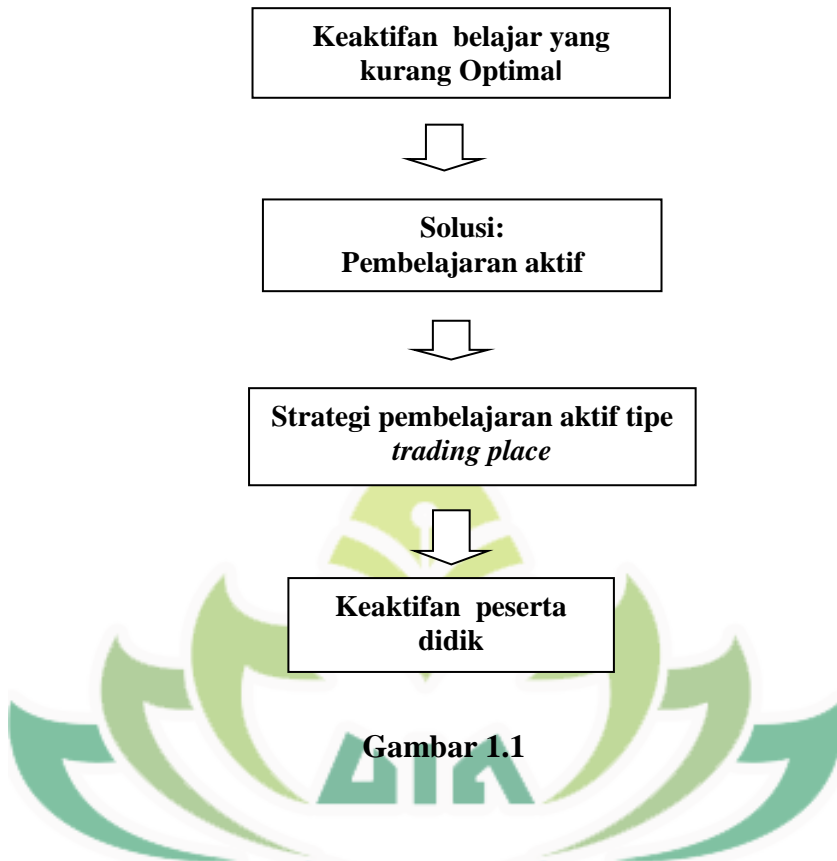 Keaktifan belajar yang
kurang Optimal
Solusi:
Pembelajaran aktif
Strategi pembelajaran aktif tipe
trading place
Keaktifan peserta
didik
Gambar 1.1